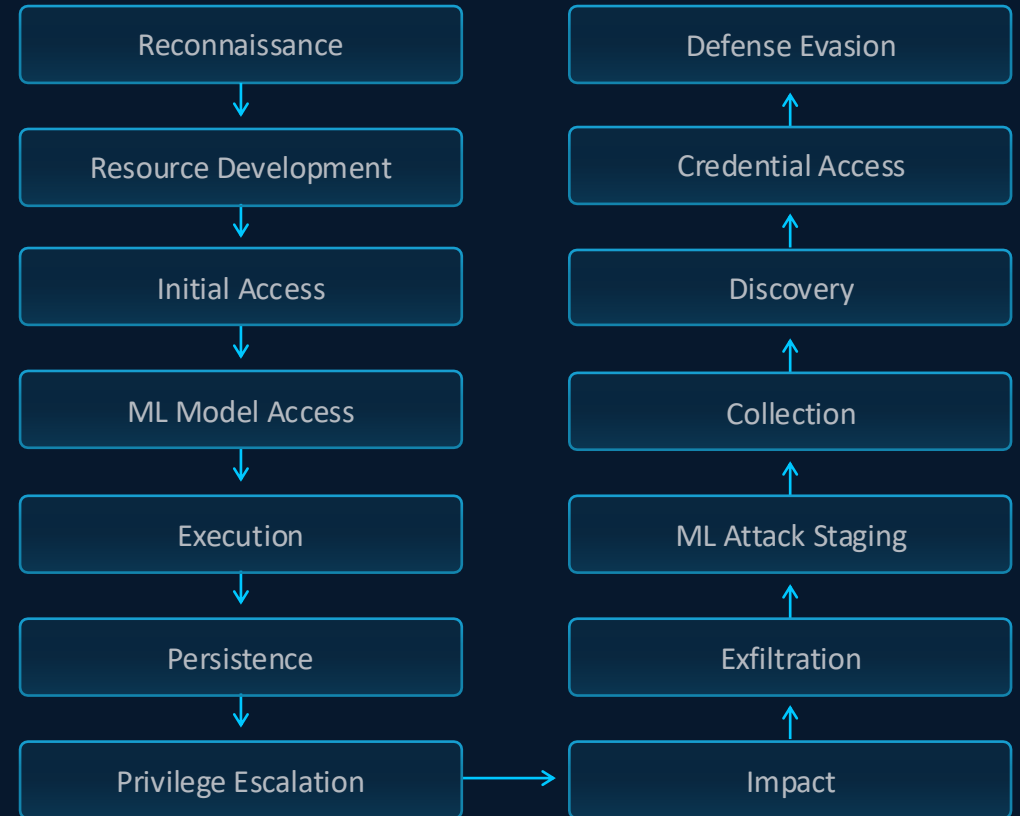 Reconnaissance
Resource Development
Initial Access
ML Model Access
Execution
Persistence
Privilege Escalation
Defense Evasion
Credential Access
Discovery
Collection
ML Attack Staging
Exfiltration
Impact